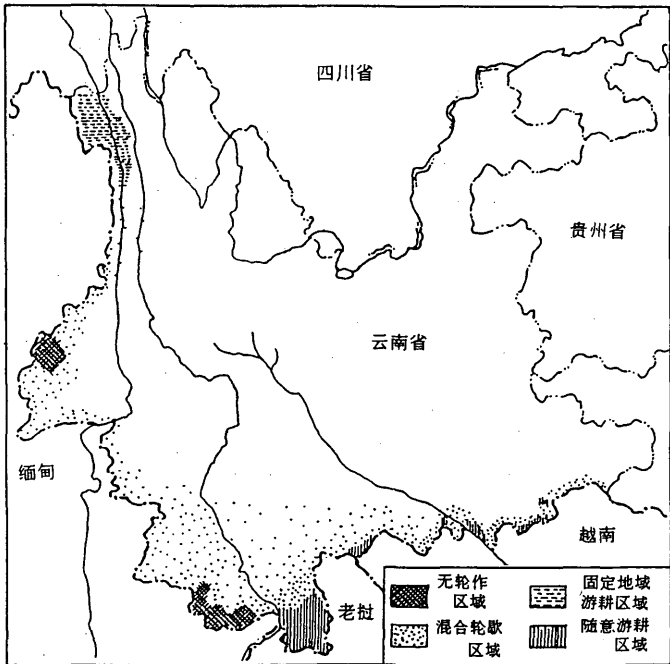 四川省
贵州省
云南省
缅甸
越南
老挝
无轮作
区域
固定地域
游耕区域
混合轮歇
区域
随意游耕
区域